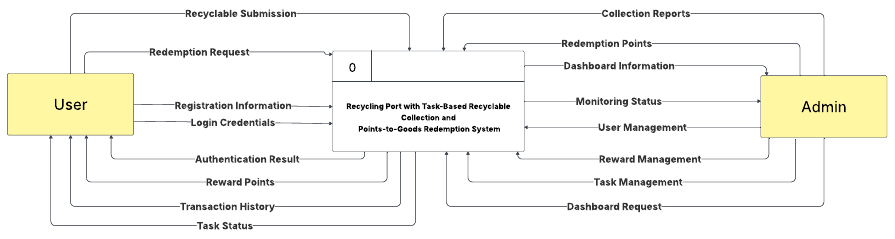 Recyclable Submission
Collection Reports
Redemption Request
Redemption Points
0
Dashboard Information
User
Registration Information
Login Credentials
Recycling Port with Task-Based Recyclable
Collection and
Points-to-Goods Redemption System
Monitoring Status
User Management
Admin
Authentication Result
Reward Management
Reward Points
Task Management
Transaction History
Dashboard Request
Task Status